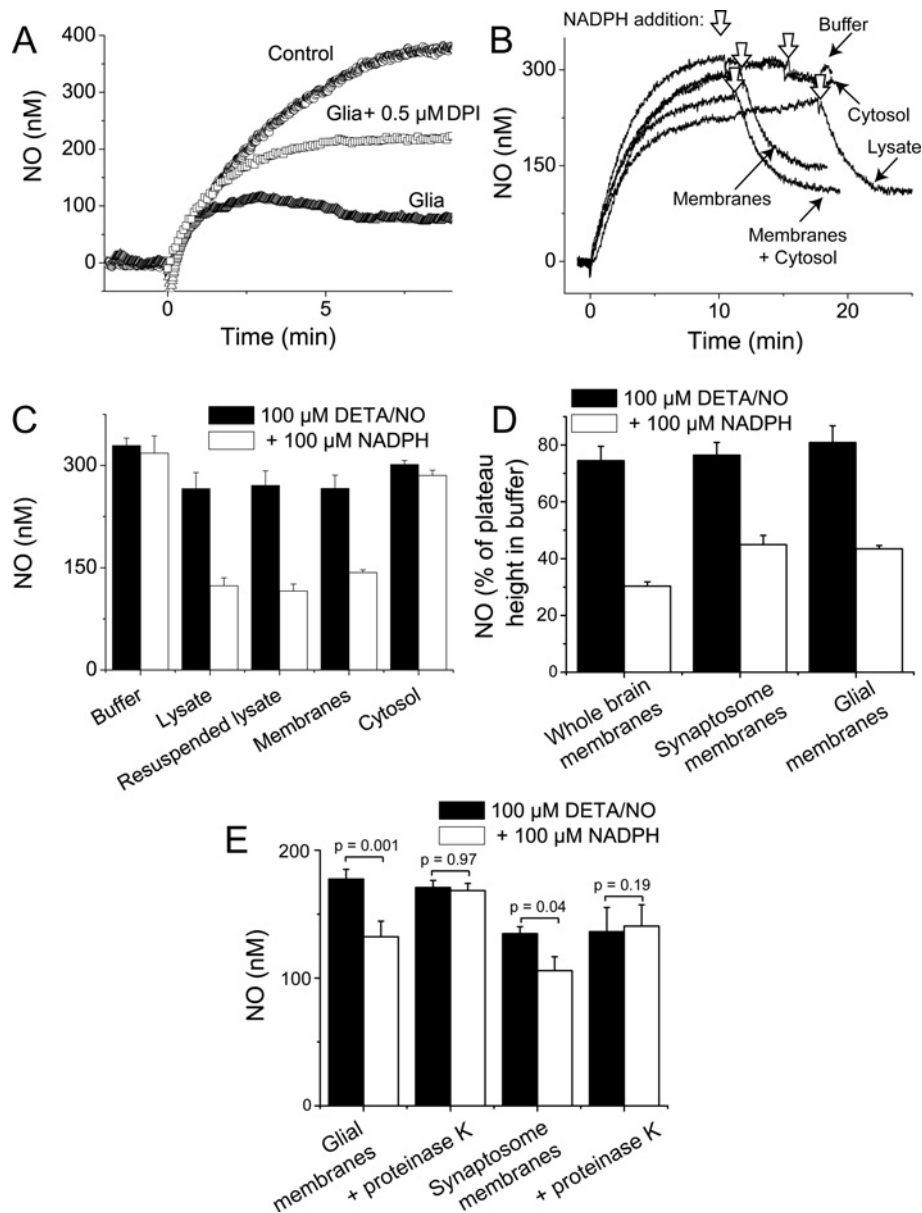 A
400
300
200
100
0
NO (nM)
Control
Glia+ 0.5 µM DPI
Glia
0
5
Time (min)
B
NADPH addition:
300
150
0
NO (nM)
Buffer
Cytosol
Lysate
Membranes
Membranes
+ Cytosol
0
10
20
Time (min)
C
100 µM DETA/NO
+ 100 µM NADPH
300
150
0
NO (nM)
Buffer
Lysate
Resuspended lysate
Membranes
Cytosol
D
100 µM DETA/NO
+ 100 µM NADPH
80
60
40
20
0
NO (% of plateau
height in buffer)
Whole brain
membranes
Synaptosome
membranes
Glial
membranes
E
100 µM DETA/NO
+ 100 µM NADPH
200
100
0
NO (nM)
p = 0.001
p = 0.97
p = 0.04
p = 0.19
Glial
membranes
+ proteinase K
Synaptosome
membranes
+ proteinase K